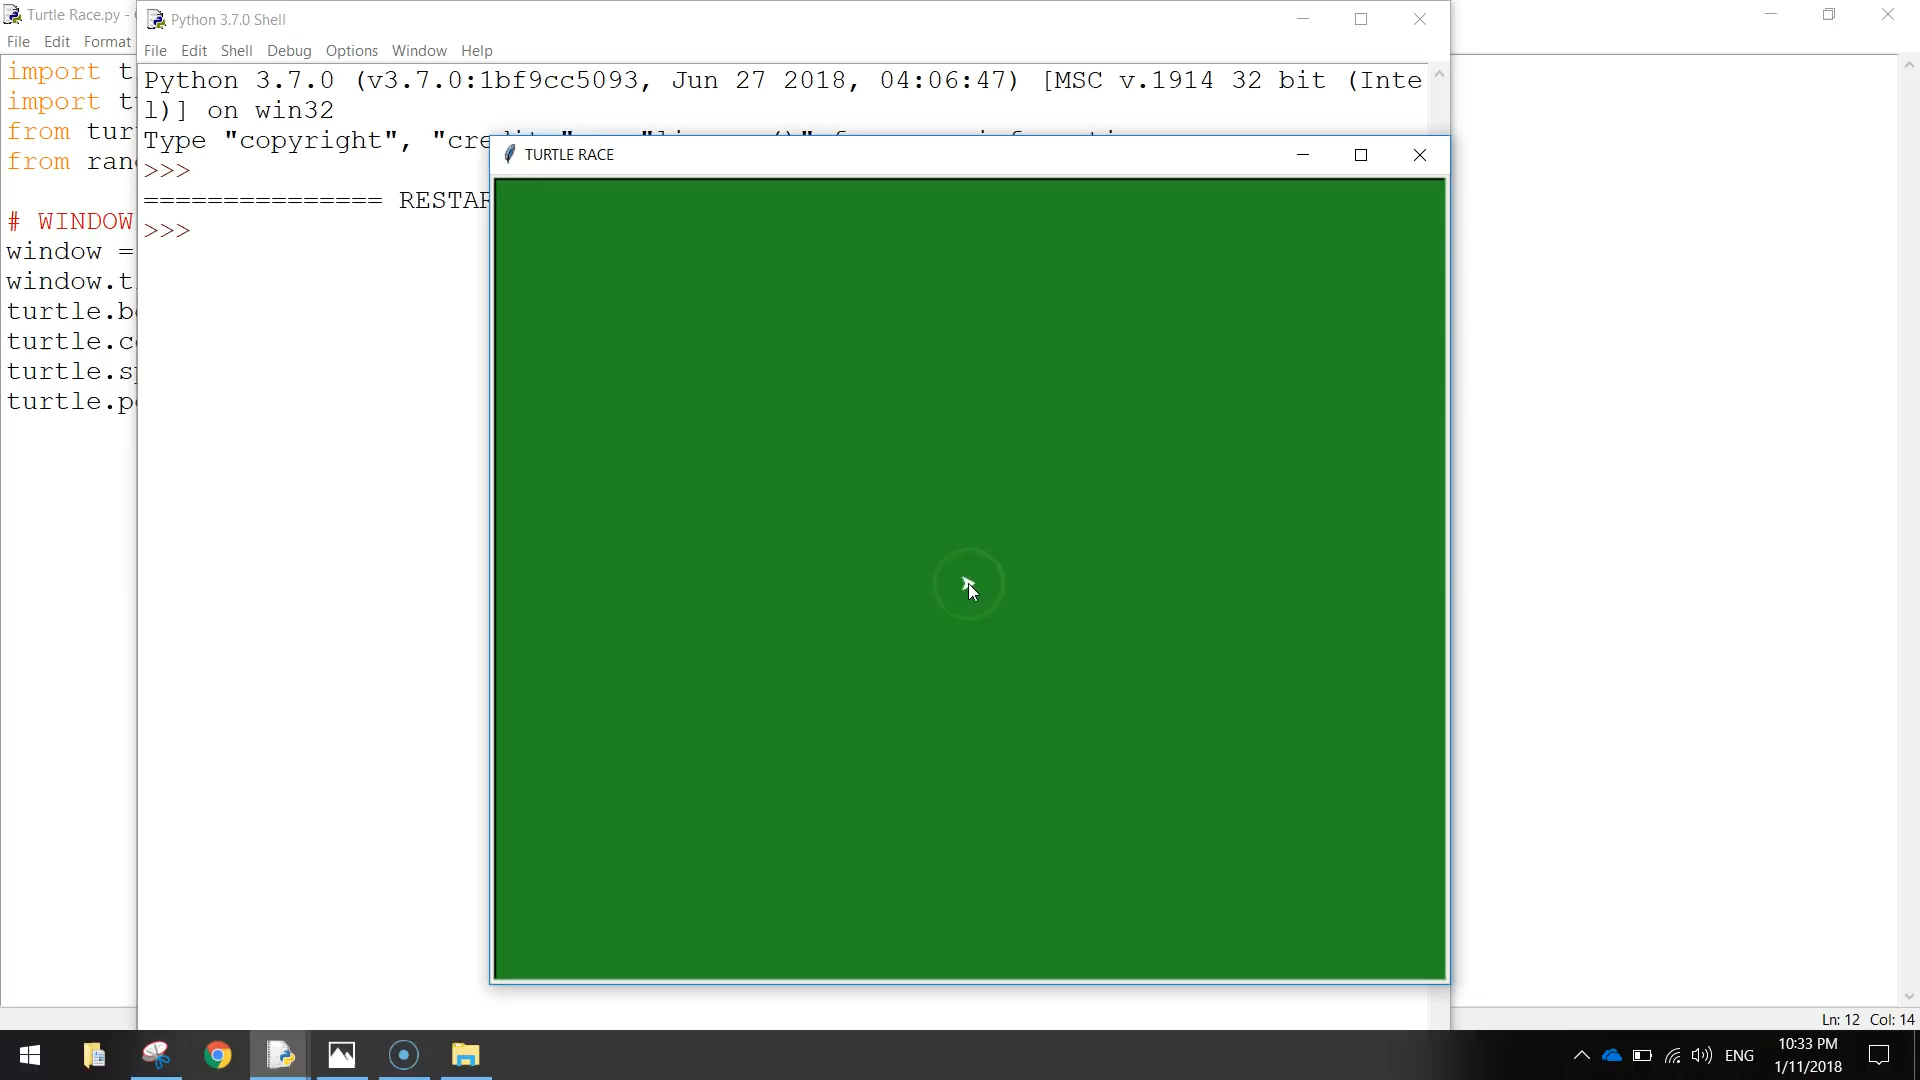 Turtle Race.py -
File Edit Format
import t
import t
from tur
from ran
# WINDOW
window =
window.t
turtle.b
turtle.c
turtle.s
turtle.p
Python 3.7.0 Shell
File Edit Shell Debug Options Window Help
Python 3.7.0 (v3.7.0:1bf9cc5093, Jun 27 2018, 04:06:47) [MSC v.1914 32 bit (Inte
l)] on win32
Type "copyright", "cre
>>>
=============== RESTAR
>>>
TURTLE RACE
Ln: 12 Col: 14
ENG
10:33 PM
1/11/2018